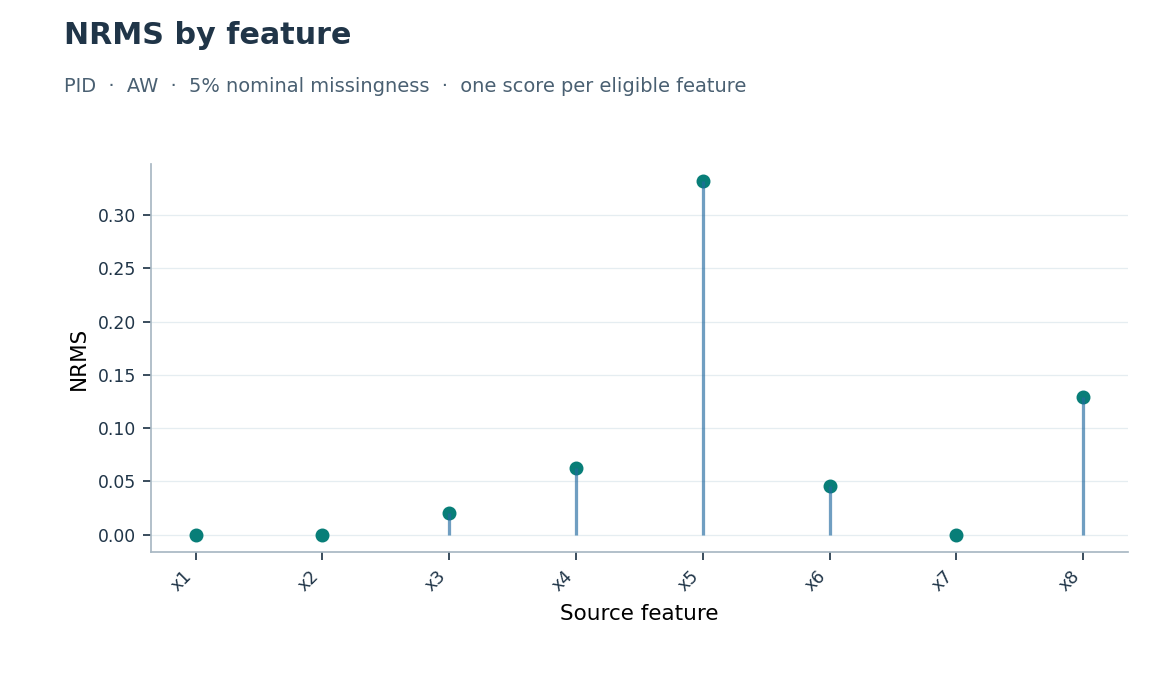 NRMS by feature
PID · AW · 5% nominal missingness · one score per eligible feature
0.30
0.25
0.20
0.15
0.10
0.05
0.00
NRMS
x1 x2 x3 x4 x5 x6 x7 x8
Source feature